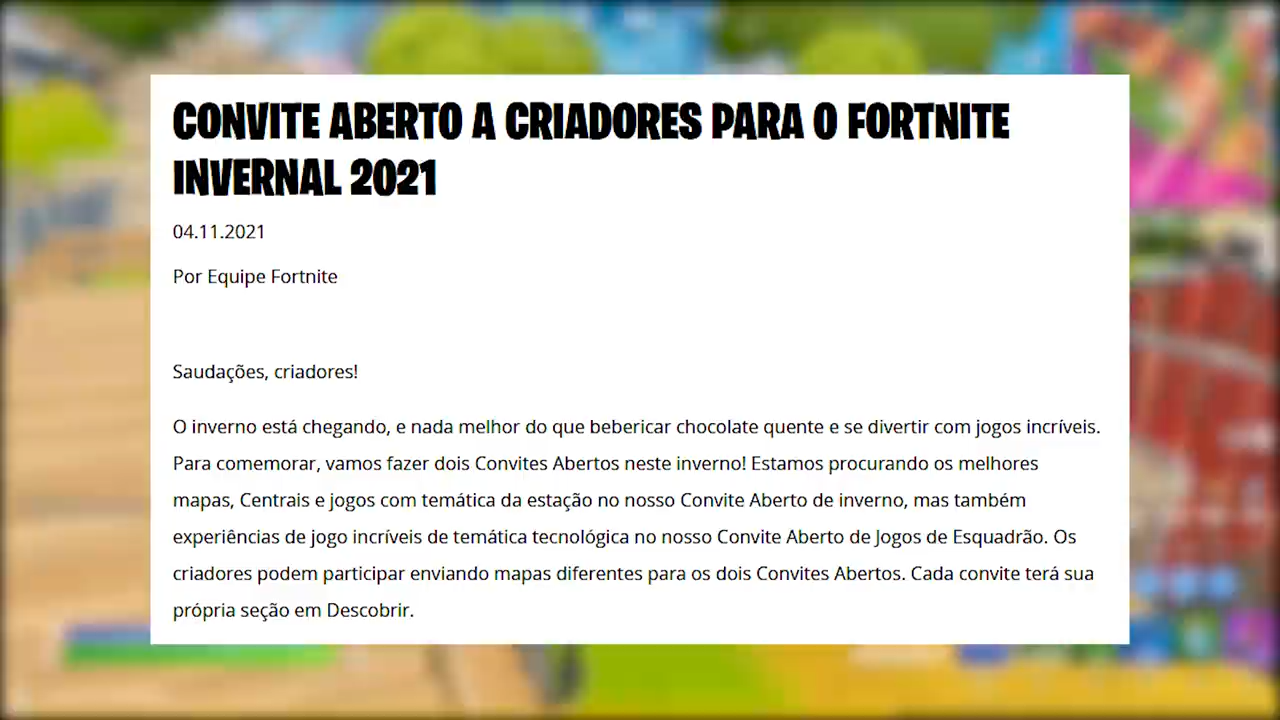 CONVITE ABERTO A CRIADORES PARA O FORTNITE
INVERNAL 2021
04.11.2021
Por Equipe Fortnite
Saudações, criadores!
O inverno está chegando, e nada melhor do que bebericar chocolate quente e se divertir com jogos incríveis.
Para comemorar, vamos fazer dois Convites Abertos neste inverno! Estamos procurando os melhores
mapas, Centrais e jogos com temática da estação no nosso Convite Aberto de inverno, mas também
experiências de jogo incríveis de temática tecnológica no nosso Convite Aberto de Jogos de Esquadrão. Os
criadores podem participar enviando mapas diferentes para os dois Convites Abertos. Cada convite terá sua
própria seção em Descobrir.